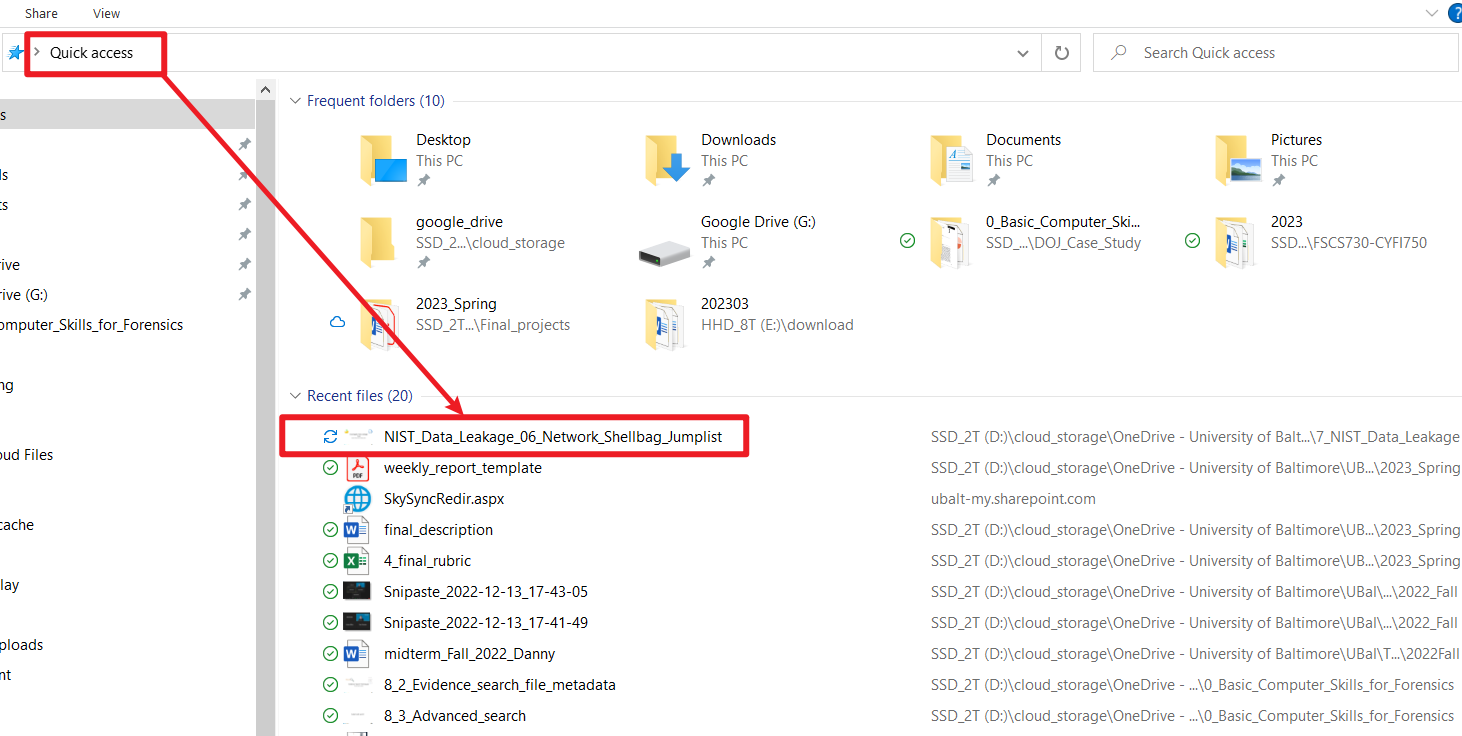 Share View
?
Quick access
Search Quick access
s
ls
ts
rive
rive (G:)
omputer_Skills_for_Forensics
ng
oud Files
cache
lay
ploads
nt
Frequent folders (10)
Desktop
This PC
Downloads
This PC
Documents
This PC
Pictures
This PC
google_drive
SSD_2...\cloud_storage
Google Drive (G:)
This PC
0_Basic_Computer_Ski...
SSD_...\DOJ_Case_Study
2023
SSD...\FSCS730-CYFI750
2023_Spring
SSD_2T...\Final_projects
202303
HHD_8T (E:)\download
Recent files (20)
NIST_Data_Leakage_06_Network_Shellbag_Jumplist SSD_2T (D:)\cloud_storage\OneDrive - University of Balt...\7_NIST_Data_Leakage
PDF
weekly_report_template SSD_2T (D:)\cloud_storage\OneDrive - University of Baltimore\UB...\2023_Spring
SkySyncRedir.aspx ubalt-my.sharepoint.com
final_description SSD_2T (D:)\cloud_storage\OneDrive - University of Baltimore\UB...\2023_Spring
4_final_rubric SSD_2T (D:)\cloud_storage\OneDrive - University of Baltimore\UB...\2023_Spring
Snipaste_2022-12-13_17-43-05 SSD_2T (D:)\cloud_storage\OneDrive - University of Baltimore\UBal\...\2022_Fall
Snipaste_2022-12-13_17-41-49 SSD_2T (D:)\cloud_storage\OneDrive - University of Baltimore\UBal\...\2022_Fall
midterm_Fall_2022_Danny SSD_2T (D:)\cloud_storage\OneDrive - University of Baltimore\UBal\T...\2022Fall
8_2_Evidence_search_file_metadata SSD_2T (D:)\cloud_storage\OneDrive - ...\0_Basic_Computer_Skills_for_Forensics
8_3_Advanced_search SSD_2T (D:)\cloud_storage\OneDrive - ...\0_Basic_Computer_Skills_for_Forensics